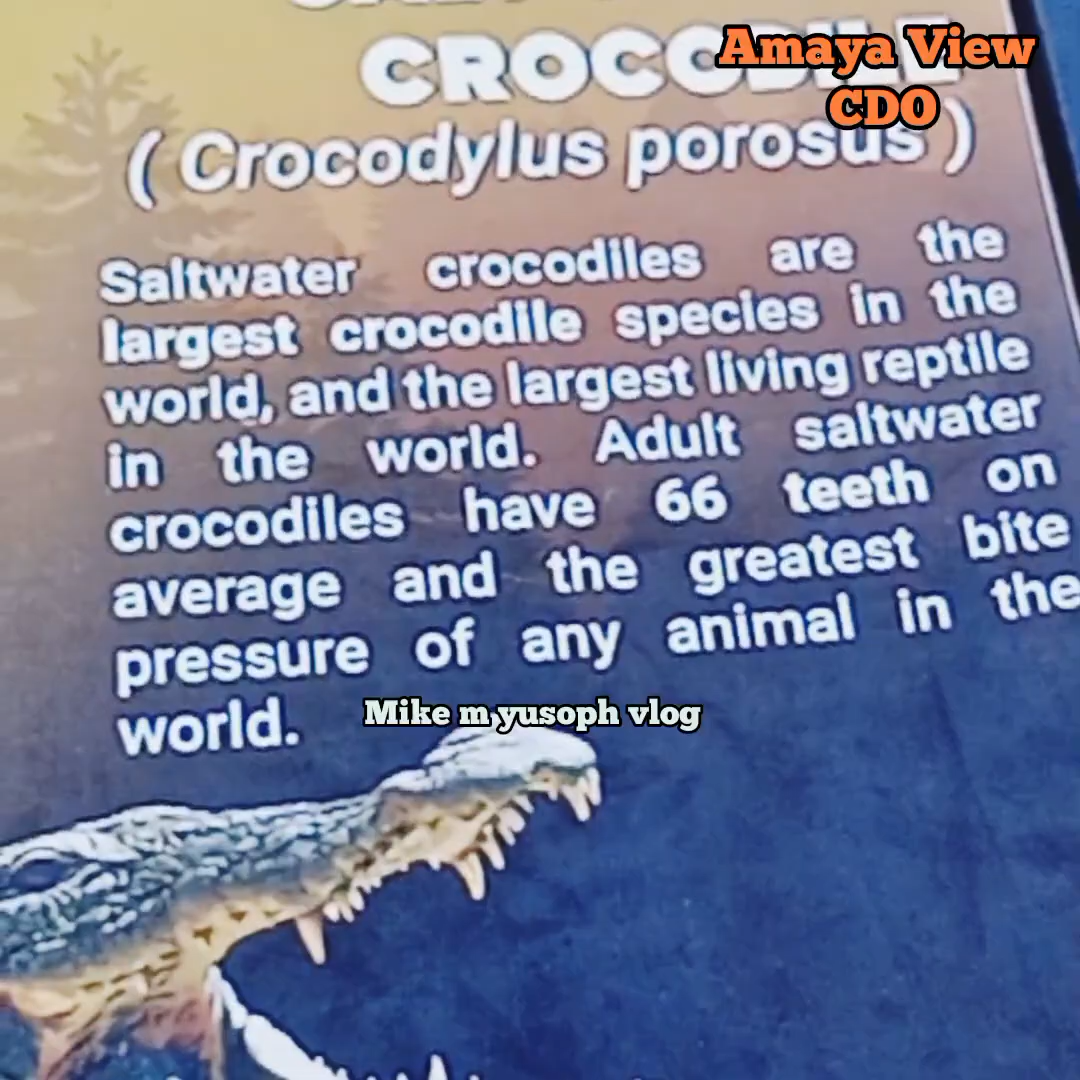 CROCODILE
Amaya View
CDO
( Crocodylus porosus )
Saltwater crocodiles are the
largest crocodile species in the
world, and the largest living reptile
in the world. Adult saltwater
crocodiles have 66 teeth on
average and the greatest bite
pressure of any animal in the
world.
Mike m,yusoph vlog